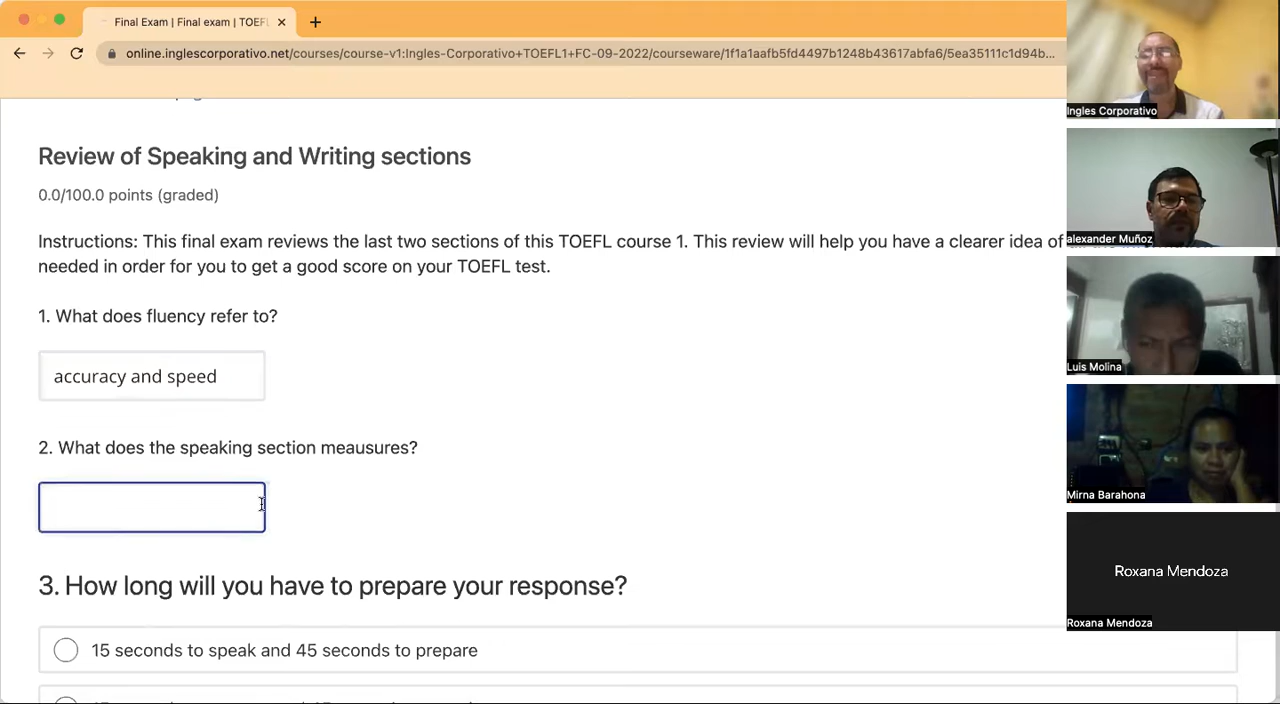 Final Exam | Final exam | TOEFL
online.inglescorporativo.net/courses/course-v1:Ingles-Corporativo+TOEFL1+FC-09-2022/courseware/1f1a1aafb5fd4497b1248b43617abfa6/5ea35111c1d94b...
Review of Speaking and Writing sections
0.0/100.0 points (graded)
Instructions: This final exam reviews the last two sections of this TOEFL course 1. This review will help you have a clearer idea of
needed in order for you to get a good score on your TOEFL test.
1. What does fluency refer to?
accuracy and speed
2. What does the speaking section meausures?
3. How long will you have to prepare your response?
15 seconds to speak and 45 seconds to prepare
Ingles Corporativo
alexander Muñoz
Luis Molina
Mirna Barahona
Roxana Mendoza
Roxana Mendoza